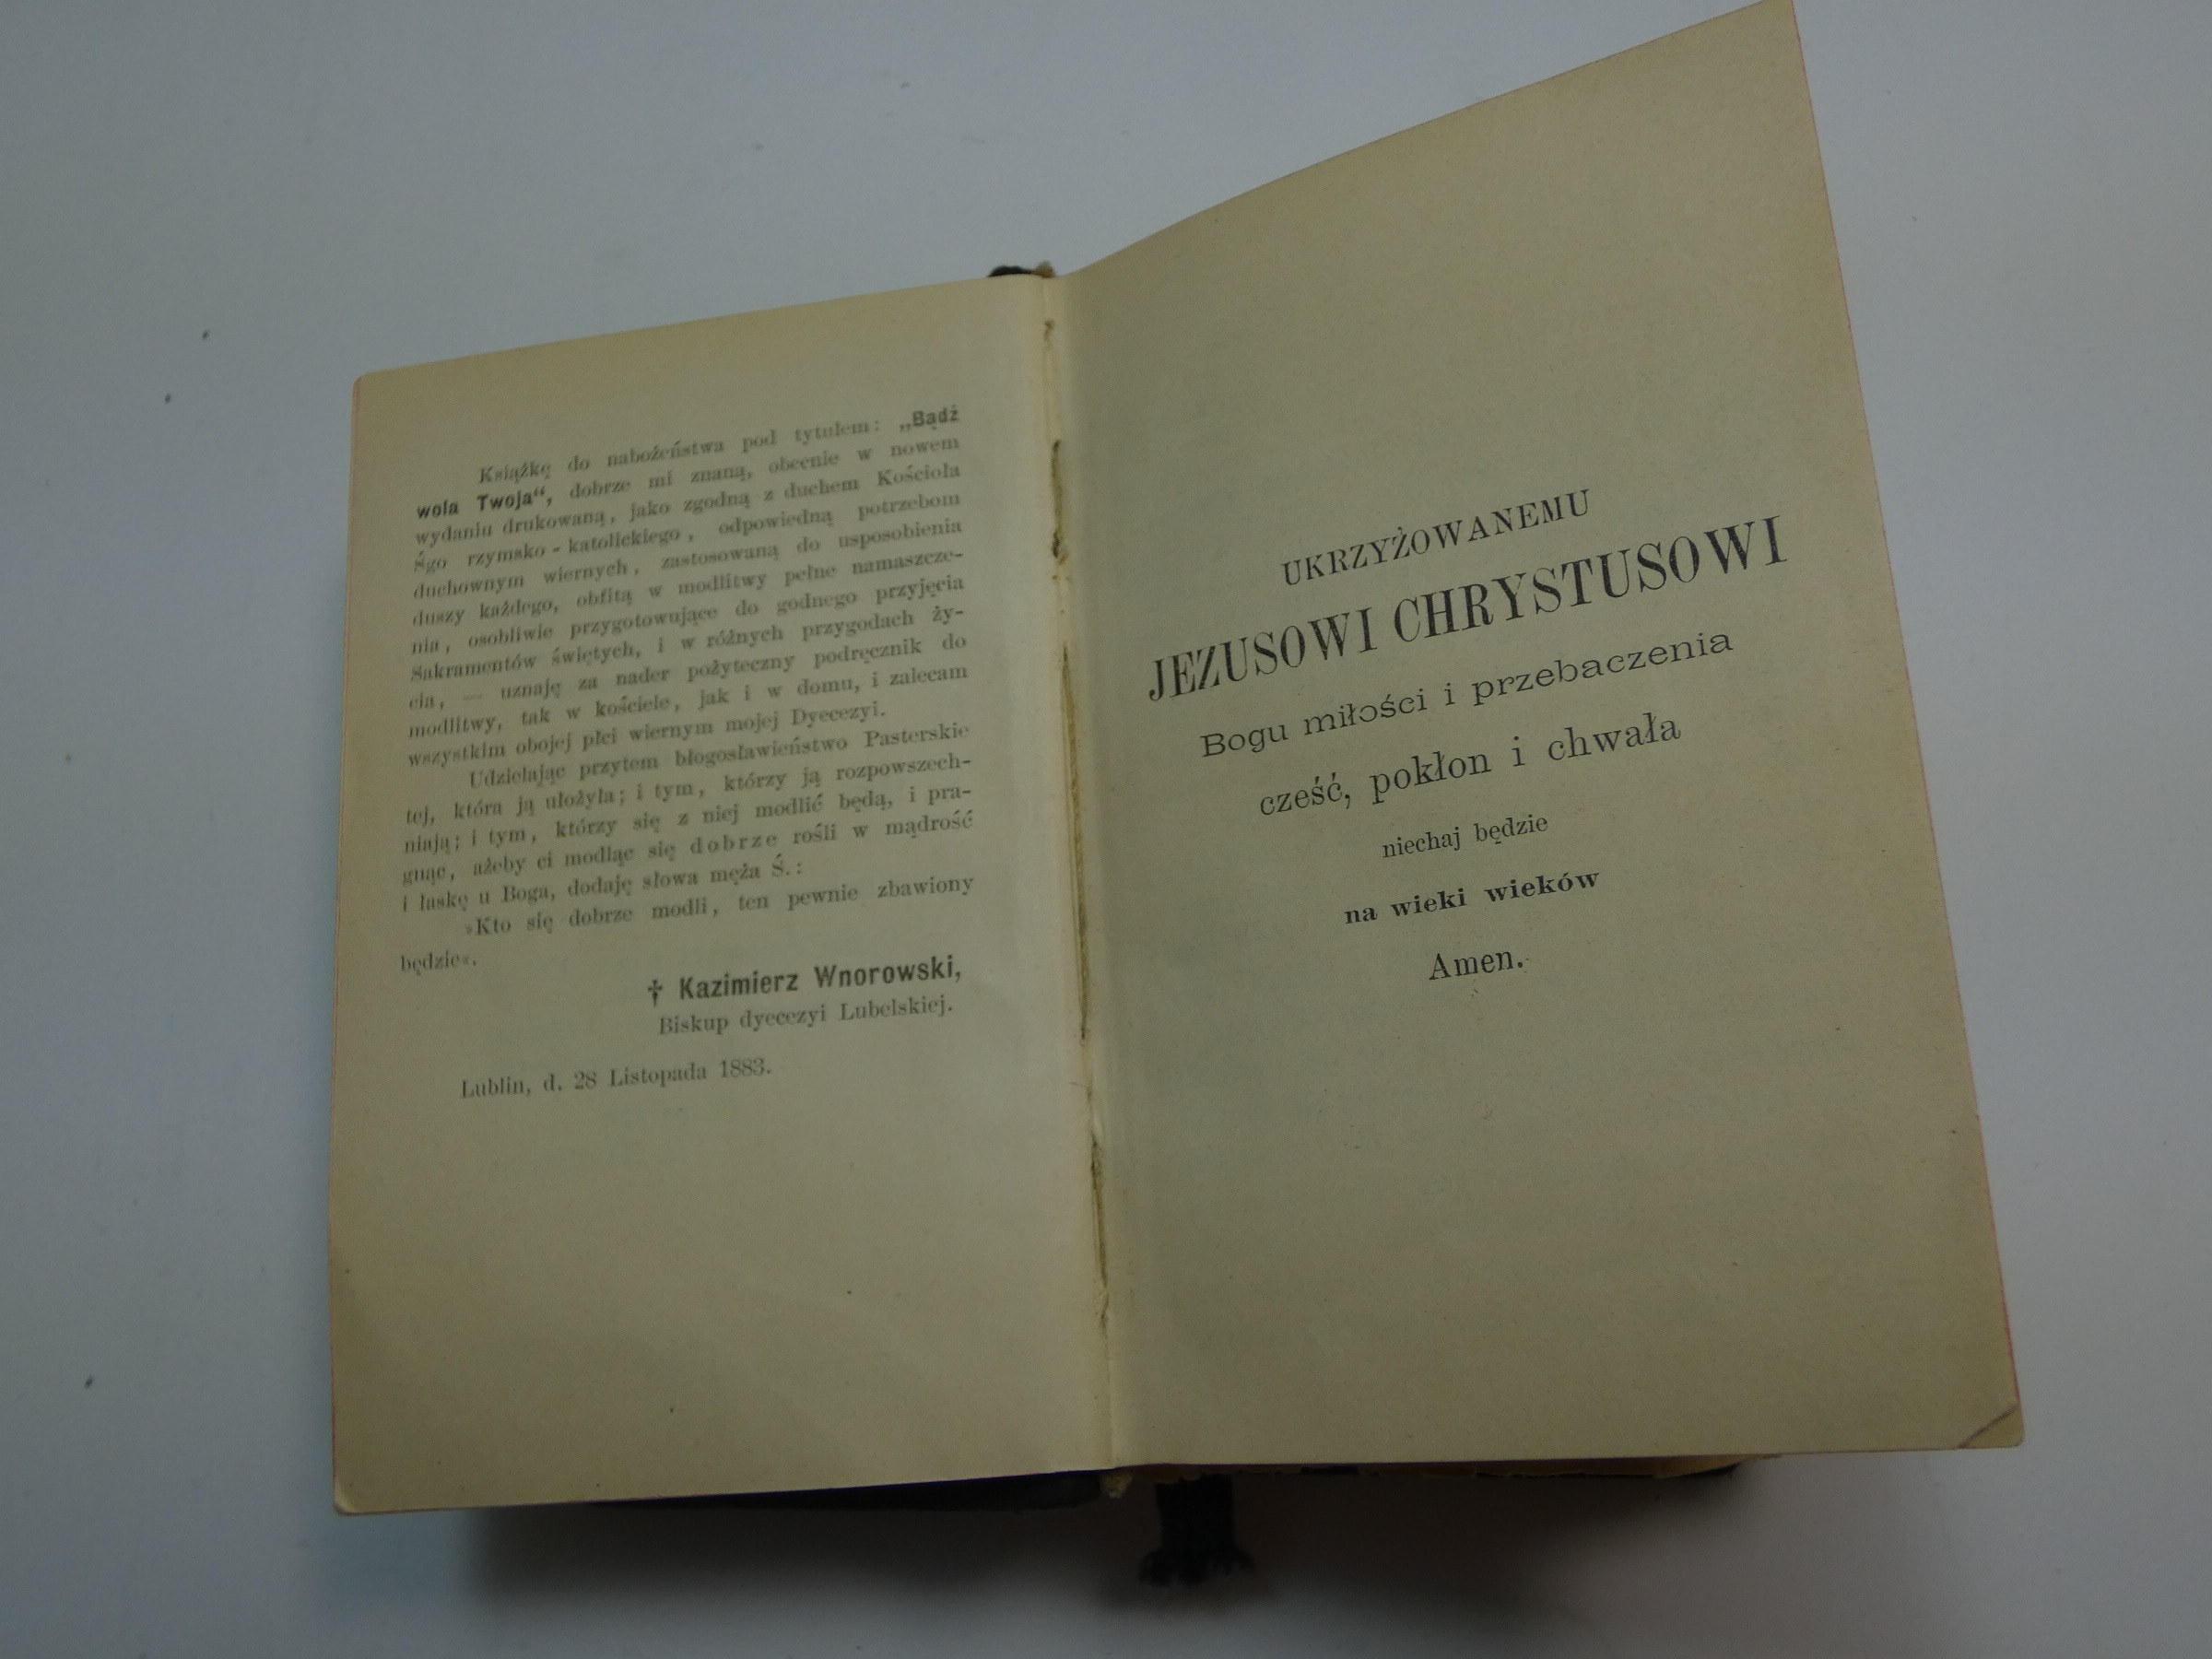 Książkę do nabożeństwa pod tytułem: „Bądź
wola Twoja“, dobrze mi znaną, obecnie w nowem
wydaniu drukowaną, jako zgodną z duchem Kościoła
Śgo rzymsko-katolickiego, odpowiedną potrzebom
duchownym wiernych, zastosowaną do usposobienia
duszy każdego, obfitą w modlitwy pełne namaszcze-
nia, osobliwie przygotowujące do godnego przyjęcia
Sakramentów świętych, i w różnych przygodach ży-
cia, — uznaję za nader pożyteczny podręcznik do
modlitwy, tak w kościele, jak i w domu, i zalecam
wszystkim obojej płci wiernym mojej Dyecezyi.
Udzielając przytem błogosławieństwo Pasterskie
tej, która ją ułożyła; i tym, którzy ją rozpowszech-
niają; i tym, którzy się z niej modlić będą, i pra-
gnąc, ażeby ci modląc się dobrze rośli w mądrość
i łaskę u Boga, dodaję słowa męża Ś.:
»Kto się dobrze modli, ten pewnie zbawiony
będzie«.
† Kazimierz Wnorowski,
Biskup dyecezyi Lubelskiej.
Lublin, d. 28 Listopada 1883.
UKRZYŻOWANEMU
JEZUSOWI CHRYSTUSOWI
Bogu miłości i przebaczenia
cześć, pokłon i chwała
niechaj będzie
na wieki wieków
Amen.